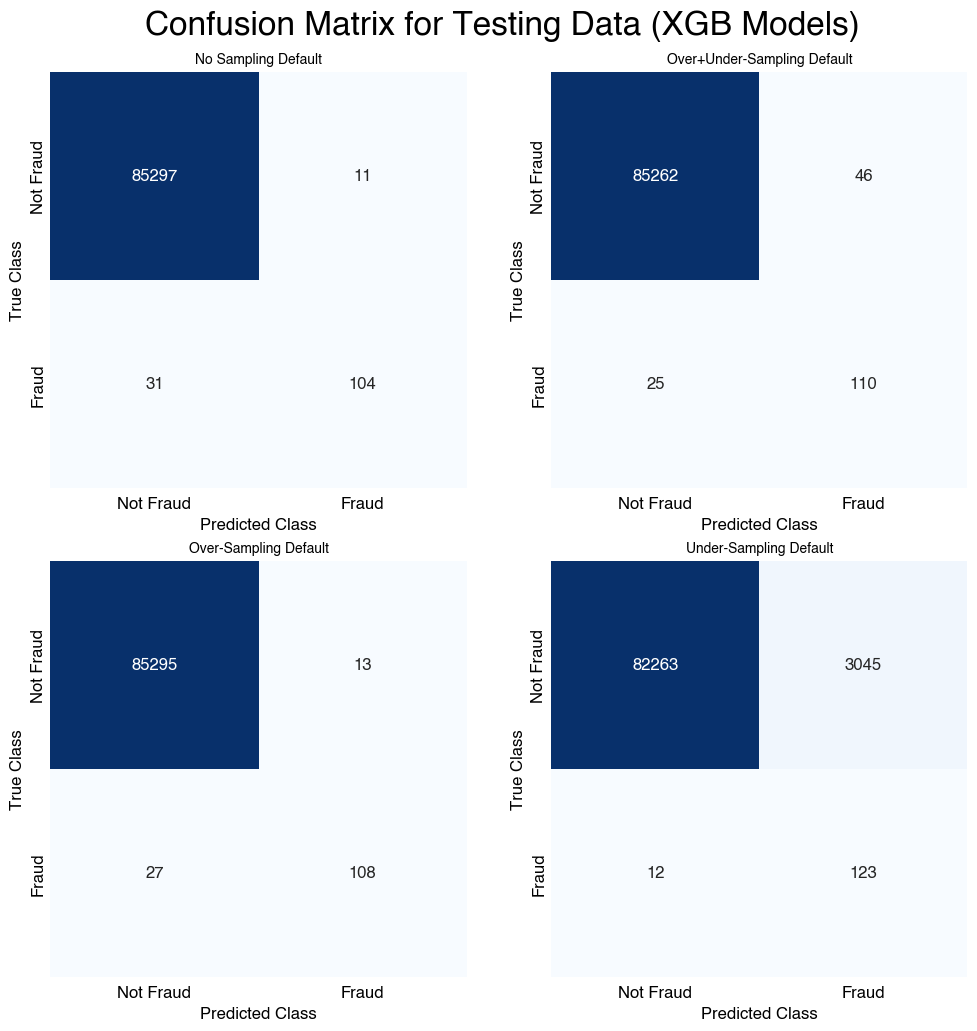 Confusion Matrix for Testing Data (XGB Models)
No Sampling Default
True Class
Not Fraud
Fraud
85297
11
31
104
Not Fraud
Fraud
Predicted Class
Over+Under-Sampling Default
True Class
Not Fraud
Fraud
85262
46
25
110
Not Fraud
Fraud
Predicted Class
Over-Sampling Default
True Class
Not Fraud
Fraud
85295
13
27
108
Not Fraud
Fraud
Predicted Class
Under-Sampling Default
True Class
Not Fraud
Fraud
82263
3045
12
123
Not Fraud
Fraud
Predicted Class